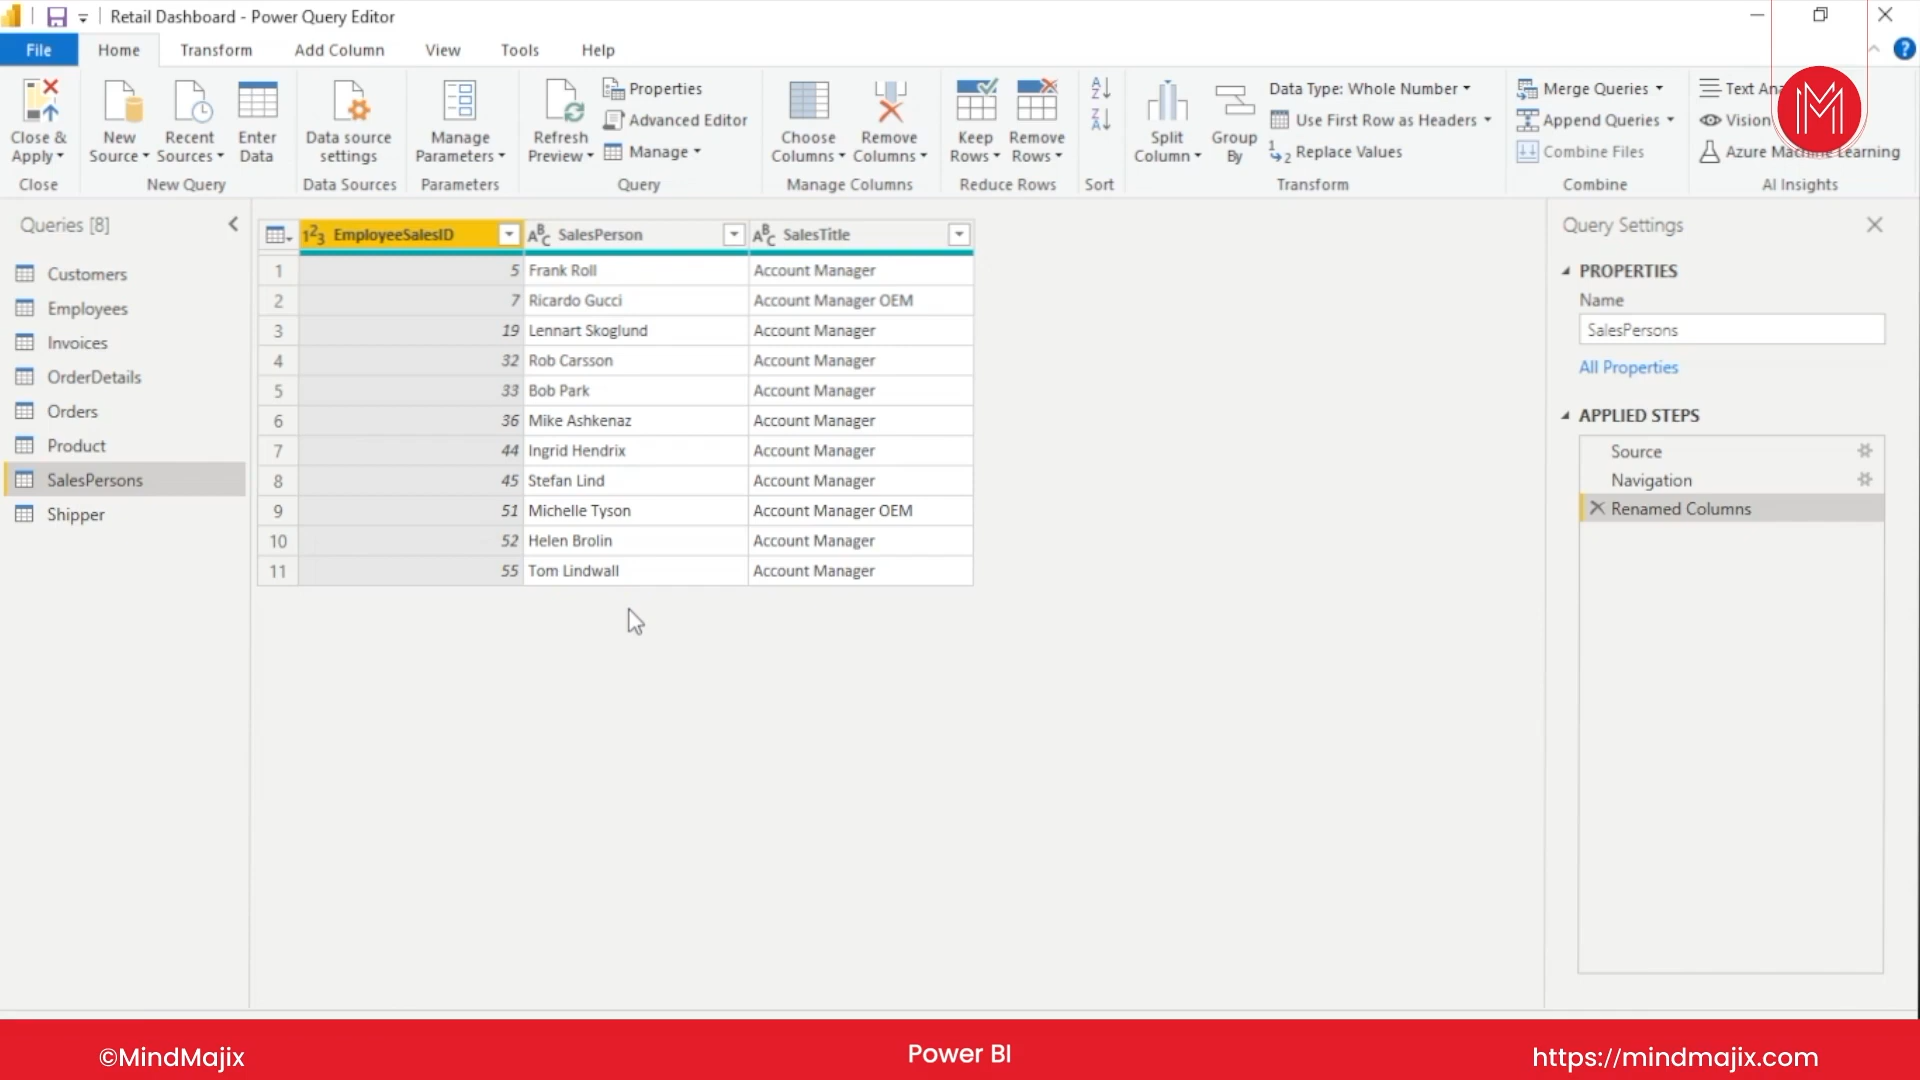 Retail Dashboard - Power Query Editor
File Home Transform Add Column View Tools Help
Close & Apply
Close
New Source
Recent Sources
Enter Data
New Query
Data source settings
Data Sources
Manage Parameters
Parameters
Refresh Preview
Properties
Advanced Editor
Manage
Query
Choose Columns
Remove Columns
Manage Columns
Keep Rows
Remove Rows
Reduce Rows
Sort
Split Column
Group By
Data Type: Whole Number
Use First Row as Headers
Replace Values
Transform
Merge Queries
Append Queries
Combine Files
Combine
Text
Vision
Azure Machine Learning
AI Insights
Queries [8]
Customers
Employees
Invoices
OrderDetails
Orders
Product
SalesPersons
Shipper
EmployeeSalesID SalesPerson SalesTitle
1 5 Frank Roll Account Manager
2 7 Ricardo Gucci Account Manager OEM
3 19 Lennart Skoglund Account Manager
4 32 Rob Carsson Account Manager
5 33 Bob Park Account Manager
6 36 Mike Ashkenaz Account Manager
7 44 Ingrid Hendrix Account Manager
8 45 Stefan Lind Account Manager
9 51 Michelle Tyson Account Manager OEM
10 52 Helen Brolin Account Manager
11 55 Tom Lindwall Account Manager
Query Settings
PROPERTIES
Name
SalesPersons
All Properties
APPLIED STEPS
Source
Navigation
Renamed Columns
©MindMajix
Power BI
https://mindmajix.com